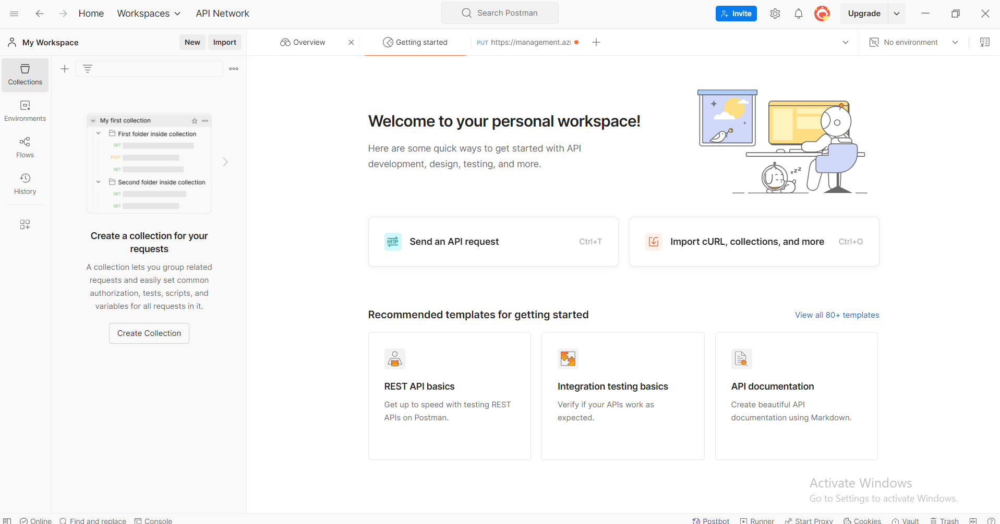 Home Workspaces API Network
Search Postman
Invite
Upgrade
My Workspace
New Import
Overview
Getting started
PUT https://management.az
No environment
Collections
Environments
Flows
History
My first collection
First folder inside collection
GET
POST
GET
Second folder inside collection
GET
GET
Create a collection for your
requests
A collection lets you group related
requests and easily set common
authorization, tests, scripts, and
variables for all requests in it.
Create Collection
Welcome to your personal workspace!
Here are some quick ways to get started with API
development, design, testing, and more.
zzz
HTTP Send an API request Ctrl+T
Import cURL, collections, and more Ctrl+O
Recommended templates for getting started
View all 80+ templates
REST API basics
Get up to speed with testing REST
APIs on Postman.
Integration testing basics
Verify if your APIs work as
expected.
API documentation
Create beautiful API
documentation using Markdown.
Activate Windows
Go to Settings to activate Windows.
Online Find and replace Console
Postbot Runner Start Proxy Cookies Vault Trash